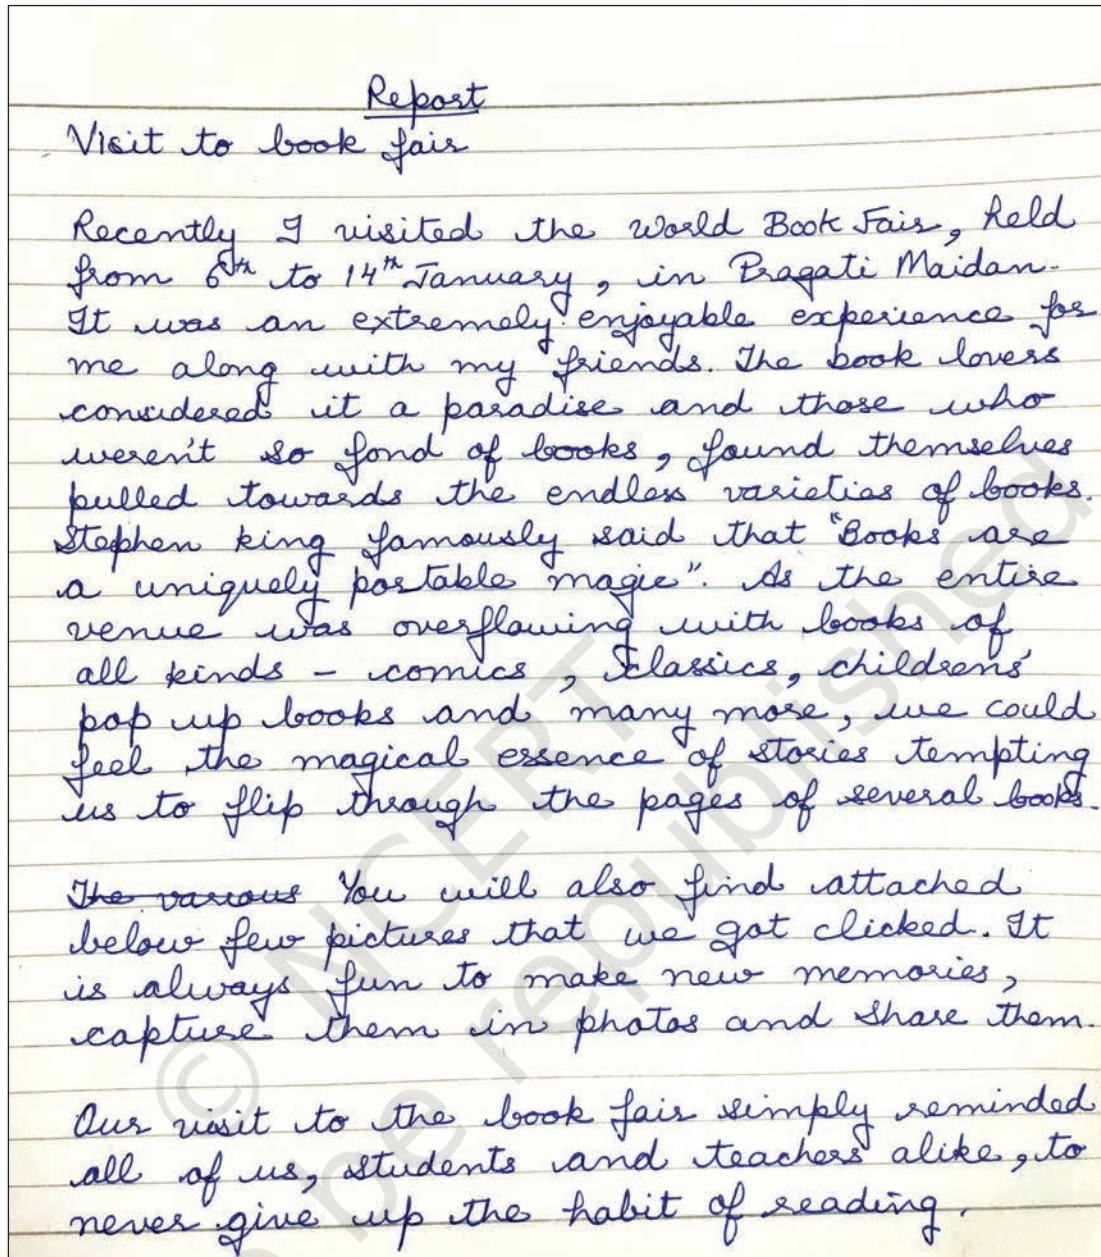 Report
Visit to book fair
Recently I visited the World Book Fair, held
from 6th to 14th January, in Pragati Maidan.
It was an extremely enjoyable experience for
me along with my friends. The book lovers
considered it a paradise and those who
weren't so fond of books, found themselves
pulled towards the endless varieties of books.
Stephen king famously said that "Books are
a uniquely portable magic". As the entire
venue was overflowing with books of
all kinds - comics, classics, childrens'
pop up books and many more, we could
feel the magical essence of stories tempting
us to flip through the pages of several books.
The various You will also find attached
below few pictures that we got clicked. It
is always fun to make new memories,
capture them in photos and share them.
Our visit to the book fair simply reminded
all of us, students and teachers alike, to
never give up the habit of reading.
© NCERT
be republished